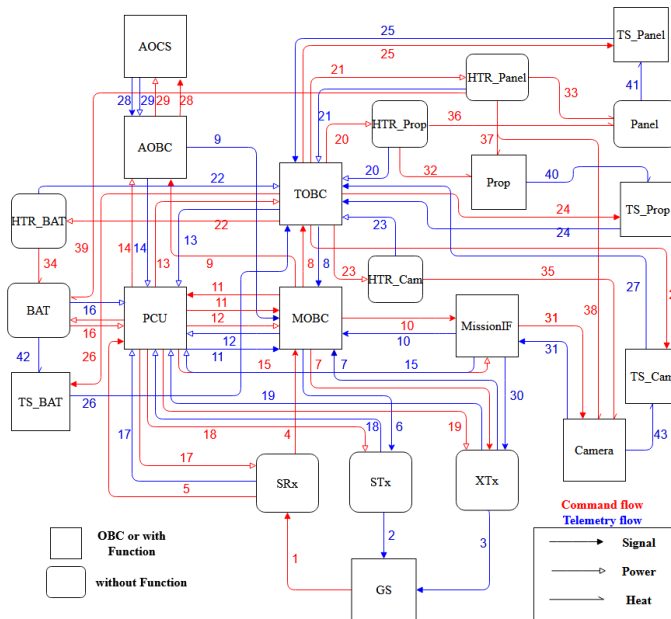 25
TS_Panel
AOCS
25
21
HTR_Panel
33
41
28
29
29
28
9
21
20
HTR_Prop
36
Panel
AOBC
37
TOBC
20
32
Prop
40
22
TS_Prop
HTR_BAT
22
24
23
24
34
39
14
14
13
13
9
8
8
23
HTR_Cam
35
27
BAT
16
16
PCU
11
11
12
12
11
MOBC
10
10
MissionIF
31
31
38
42
26
15
7
7
15
TS_BAT
26
19
30
TS_Cam
17
18
4
18
6
19
43
17
5
SRx
STx
XTx
Camera
OBC or with
Function
without Function
1
2
3
GS
Command flow
Telemetry flow
Signal
Power
Heat